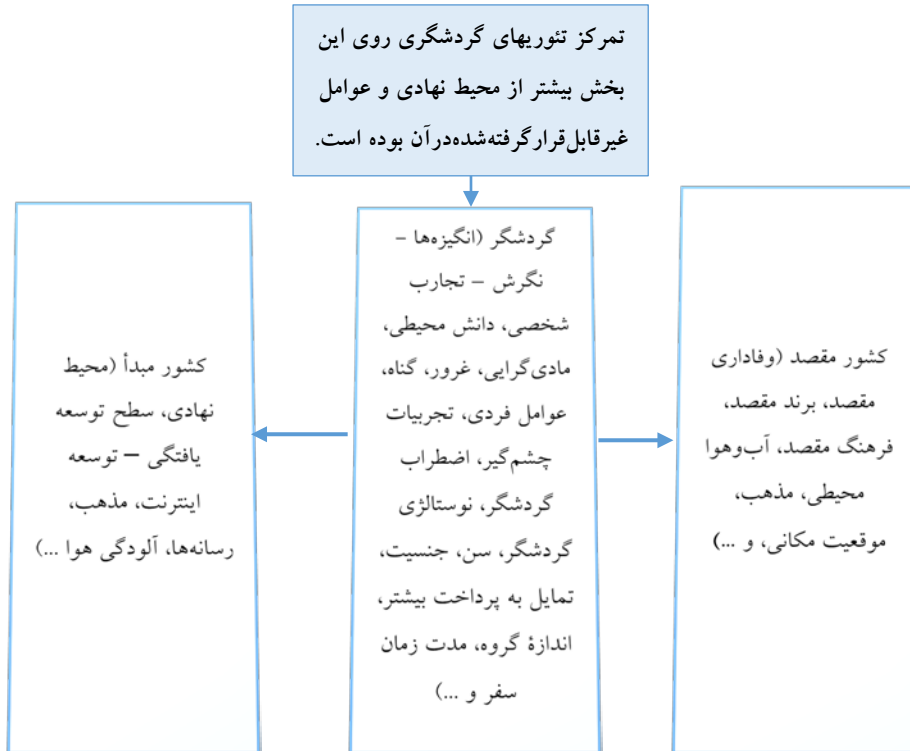 تمرکز تئوریهای گردشگری روی این
بخش بیشتر از محیط نهادی و عوامل
غیرقابل‌قرارگرفته‌شده‌درآن بوده است.
کشور مقصد (وفاداری
مقصد، برند مقصد،
فرهنگ مقصد، آب‌وهوا
محیطی، مذهب،
موقعیت مکانی، و ...)
گردشگر (انگیزه‌ها –
نگرش – تجارب
شخصی، دانش محیطی،
مادی‌گرایی، غرور، گناه،
عوامل فردی، تجربیات
چشم‌گیر، اضطراب
گردشگر، نوستالژی
گردشگر، سن، جنسیت،
تمایل به پرداخت بیشتر،
اندازهٔ گروه، مدت زمان
سفر و ...)
کشور مبدأ (محیط
نهادی، سطح توسعه
یافتگی – توسعه
اینترنت، مذهب،
رسانه‌ها، آلودگی هوا ...)